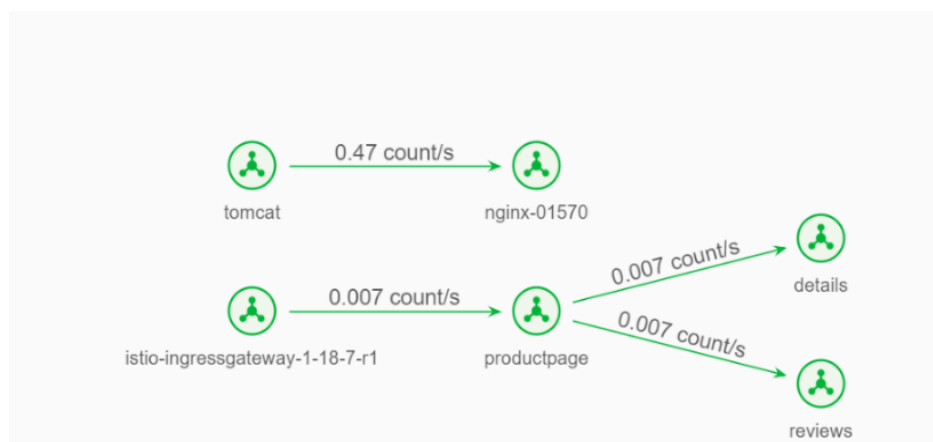 0.47 count/s
tomcat
nginx-01570
0.007 count/s
details
0.007 count/s
0.007 count/s
istio-ingressgateway-1-18-7-r1
productpage
reviews